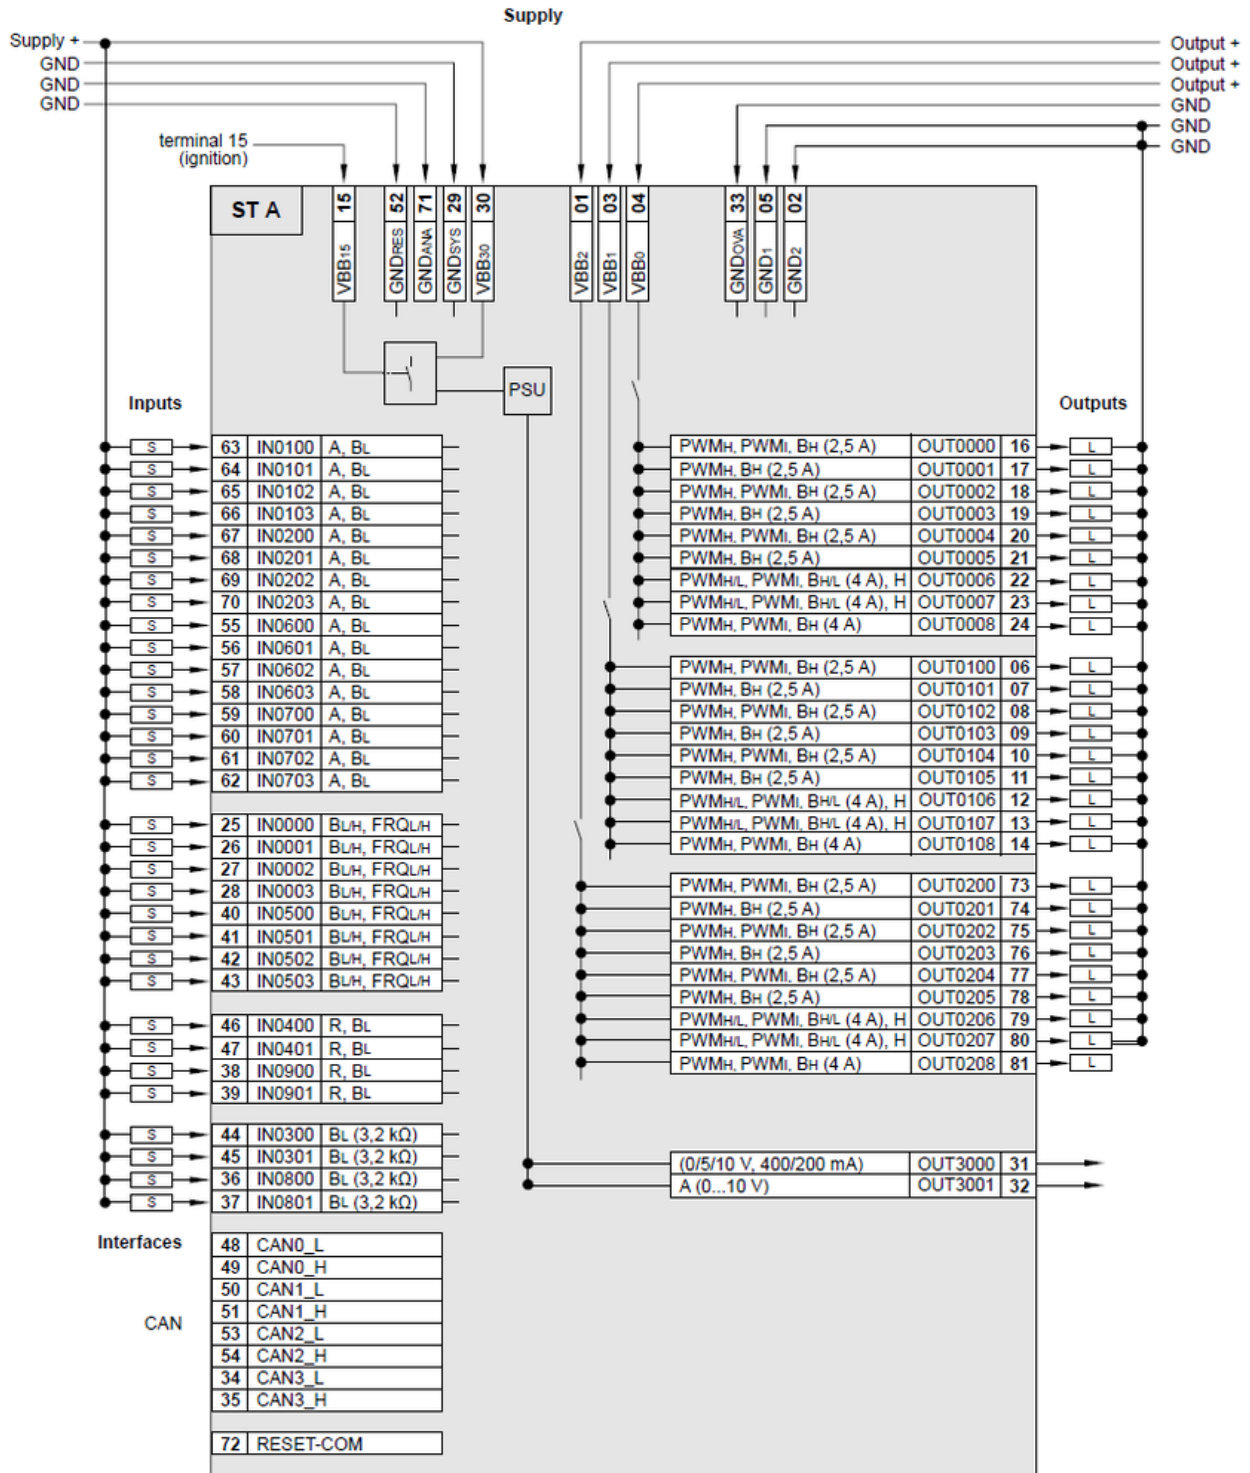 Supply
Supply +
GND
GND
GND
Output +
Output +
Output +
GND
GND
GND
terminal 15
(ignition)
ST A
15 VBB15
52 GNDRES
71 GNDANA
29 GNDSYS
30 VBB30
01 VBB2
03 VBB1
04 VBB0
33 GNDOVA
05 GND1
02 GND2
PSU
Inputs
S 63 IN0100 A, BL
S 64 IN0101 A, BL
S 65 IN0102 A, BL
S 66 IN0103 A, BL
S 67 IN0200 A, BL
S 68 IN0201 A, BL
S 69 IN0202 A, BL
S 70 IN0203 A, BL
S 55 IN0600 A, BL
S 56 IN0601 A, BL
S 57 IN0602 A, BL
S 58 IN0603 A, BL
S 59 IN0700 A, BL
S 60 IN0701 A, BL
S 61 IN0702 A, BL
S 62 IN0703 A, BL
S 25 IN0000 BL/H, FRQL/H
S 26 IN0001 BL/H, FRQL/H
S 27 IN0002 BL/H, FRQL/H
S 28 IN0003 BL/H, FRQL/H
S 40 IN0500 BL/H, FRQL/H
S 41 IN0501 BL/H, FRQL/H
S 42 IN0502 BL/H, FRQL/H
S 43 IN0503 BL/H, FRQL/H
S 46 IN0400 R, BL
S 47 IN0401 R, BL
S 38 IN0900 R, BL
S 39 IN0901 R, BL
S 44 IN0300 BL (3,2 kΩ)
S 45 IN0301 BL (3,2 kΩ)
S 36 IN0800 BL (3,2 kΩ)
S 37 IN0801 BL (3,2 kΩ)
Interfaces
CAN
48 CAN0_L
49 CAN0_H
50 CAN1_L
51 CAN1_H
53 CAN2_L
54 CAN2_H
34 CAN3_L
35 CAN3_H
72 RESET-COM
Outputs
PWMH, PWMI, BH (2,5 A) OUT0000 16 L
PWMH, BH (2,5 A) OUT0001 17 L
PWMH, PWMI, BH (2,5 A) OUT0002 18 L
PWMH, BH (2,5 A) OUT0003 19 L
PWMH, PWMI, BH (2,5 A) OUT0004 20 L
PWMH, BH (2,5 A) OUT0005 21 L
PWMH/L, PWMI, BH/L (4 A), H OUT0006 22 L
PWMH/L, PWMI, BH/L (4 A), H OUT0007 23 L
PWMH, PWMI, BH (4 A) OUT0008 24 L
PWMH, PWMI, BH (2,5 A) OUT0100 06 L
PWMH, BH (2,5 A) OUT0101 07 L
PWMH, PWMI, BH (2,5 A) OUT0102 08 L
PWMH, BH (2,5 A) OUT0103 09 L
PWMH, PWMI, BH (2,5 A) OUT0104 10 L
PWMH, BH (2,5 A) OUT0105 11 L
PWMH/L, PWMI, BH/L (4 A), H OUT0106 12 L
PWMH/L, PWMI, BH/L (4 A), H OUT0107 13 L
PWMH, PWMI, BH (4 A) OUT0108 14 L
PWMH, PWMI, BH (2,5 A) OUT0200 73 L
PWMH, BH (2,5 A) OUT0201 74 L
PWMH, PWMI, BH (2,5 A) OUT0202 75 L
PWMH, BH (2,5 A) OUT0203 76 L
PWMH, PWMI, BH (2,5 A) OUT0204 77 L
PWMH, BH (2,5 A) OUT0205 78 L
PWMH/L, PWMI, BH/L (4 A), H OUT0206 79 L
PWMH/L, PWMI, BH/L (4 A), H OUT0207 80 L
PWMH, PWMI, BH (4 A) OUT0208 81 L
(0/5/10 V, 400/200 mA) OUT3000 31
A (0...10 V) OUT3001 32